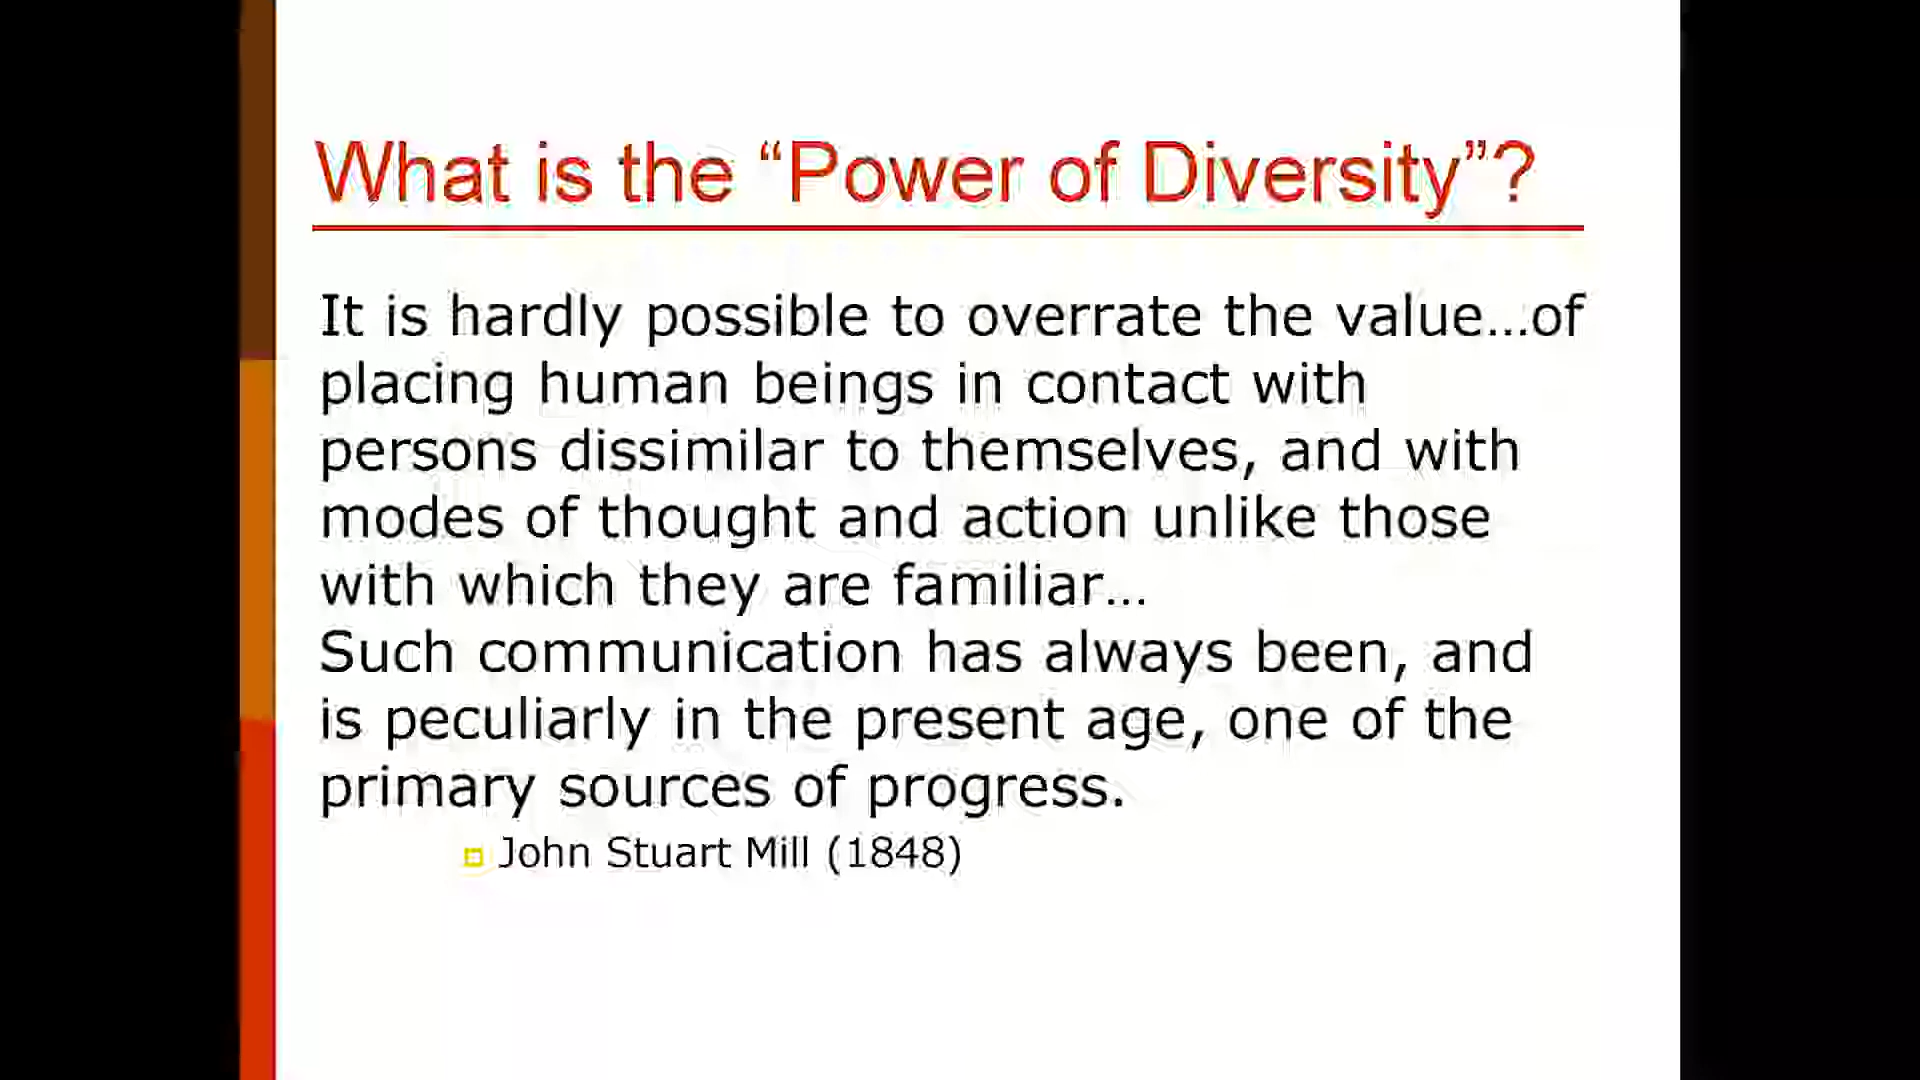 What is the “Power of Diversity”?
It is hardly possible to overrate the value…of
placing human beings in contact with
persons dissimilar to themselves, and with
modes of thought and action unlike those
with which they are familiar…
Such communication has always been, and
is peculiarly in the present age, one of the
primary sources of progress.
John Stuart Mill (1848)